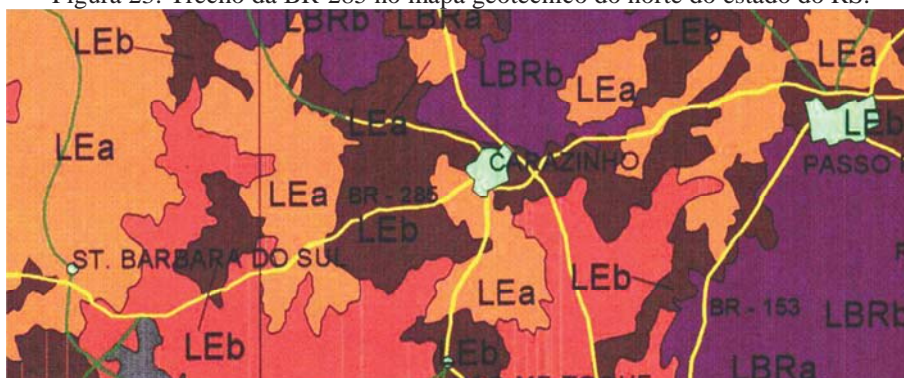 Figura 23: Trecho da BR-285 no mapa geotécnico do norte do estado do RS.
LEb
LBRb
LBRa
LEb
LEa
LBRb
LEa
LEa
LEa
LEb
CARAZINHO
PASSO
LEa
BR - 285
LEb
ST. BARBARA DO SUL
LEb
LEa
LEb
BR - 153
LBRb
LEb
LBRa